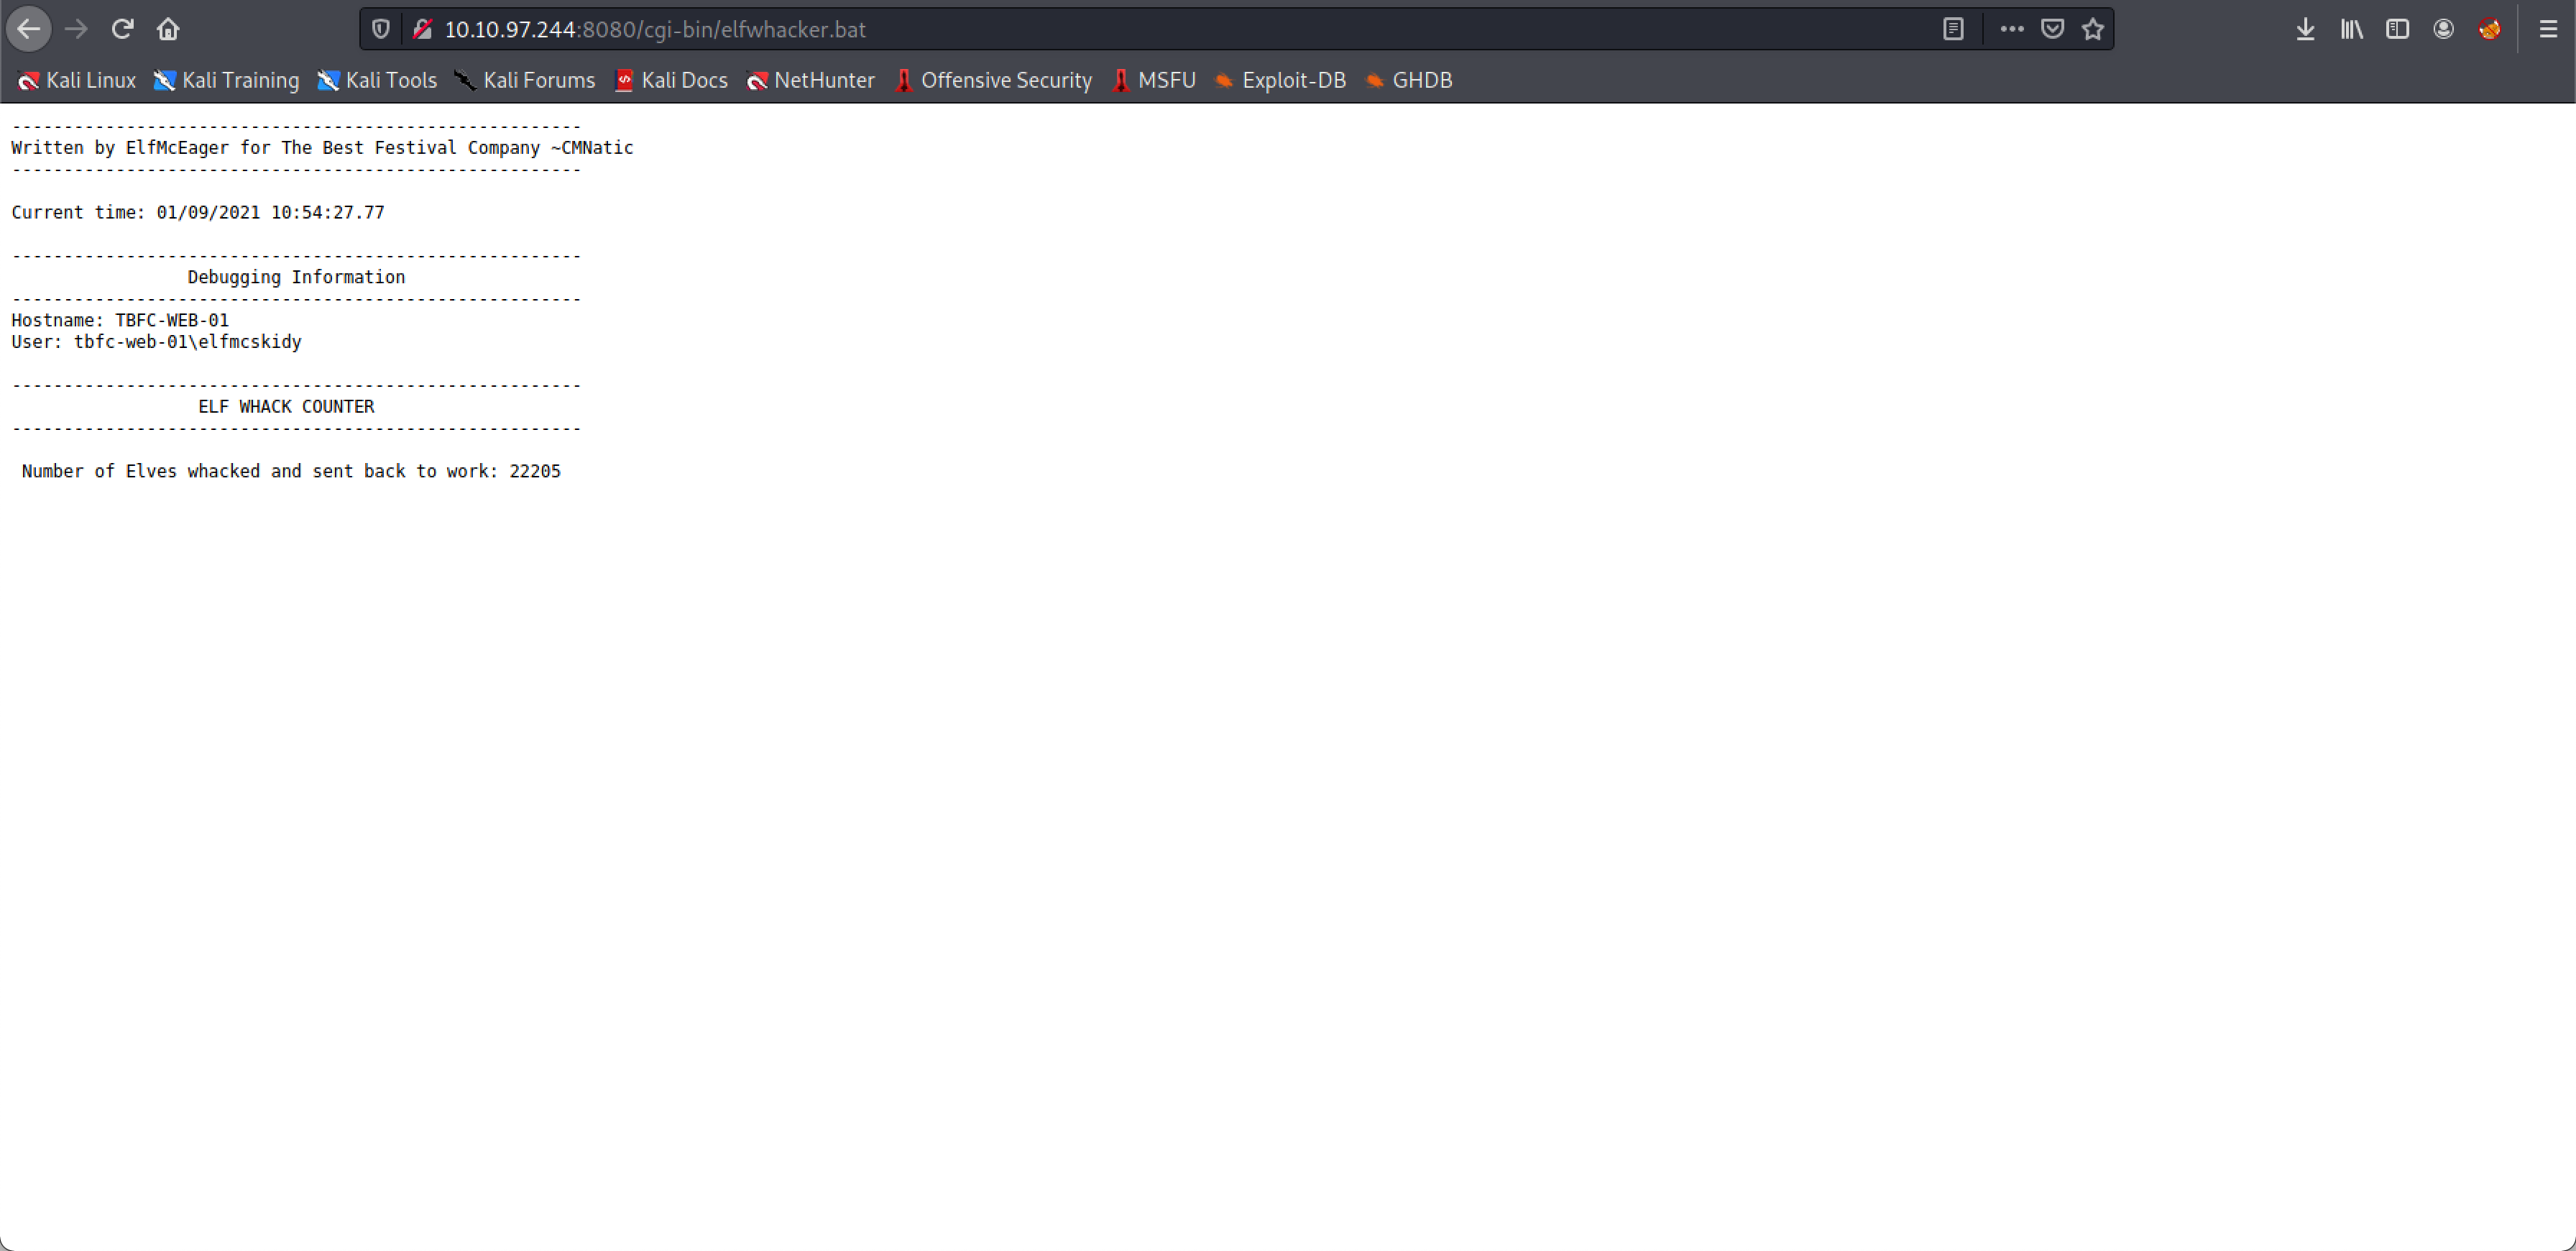 10.10.97.244:8080/cgi-bin/elfwhacker.bat
Kali Linux Kali Training Kali Tools Kali Forums Kali Docs NetHunter Offensive Security MSFU Exploit-DB GHDB
-------------------------------------------------------
Written by ElfMcEager for The Best Festival Company ~CMNatic
-------------------------------------------------------
Current time: 01/09/2021 10:54:27.77
-------------------------------------------------------
Debugging Information
-------------------------------------------------------
Hostname: TBFC-WEB-01
User: tbfc-web-01\elfmcskidy
-------------------------------------------------------
ELF WHACK COUNTER
-------------------------------------------------------
Number of Elves whacked and sent back to work: 22205